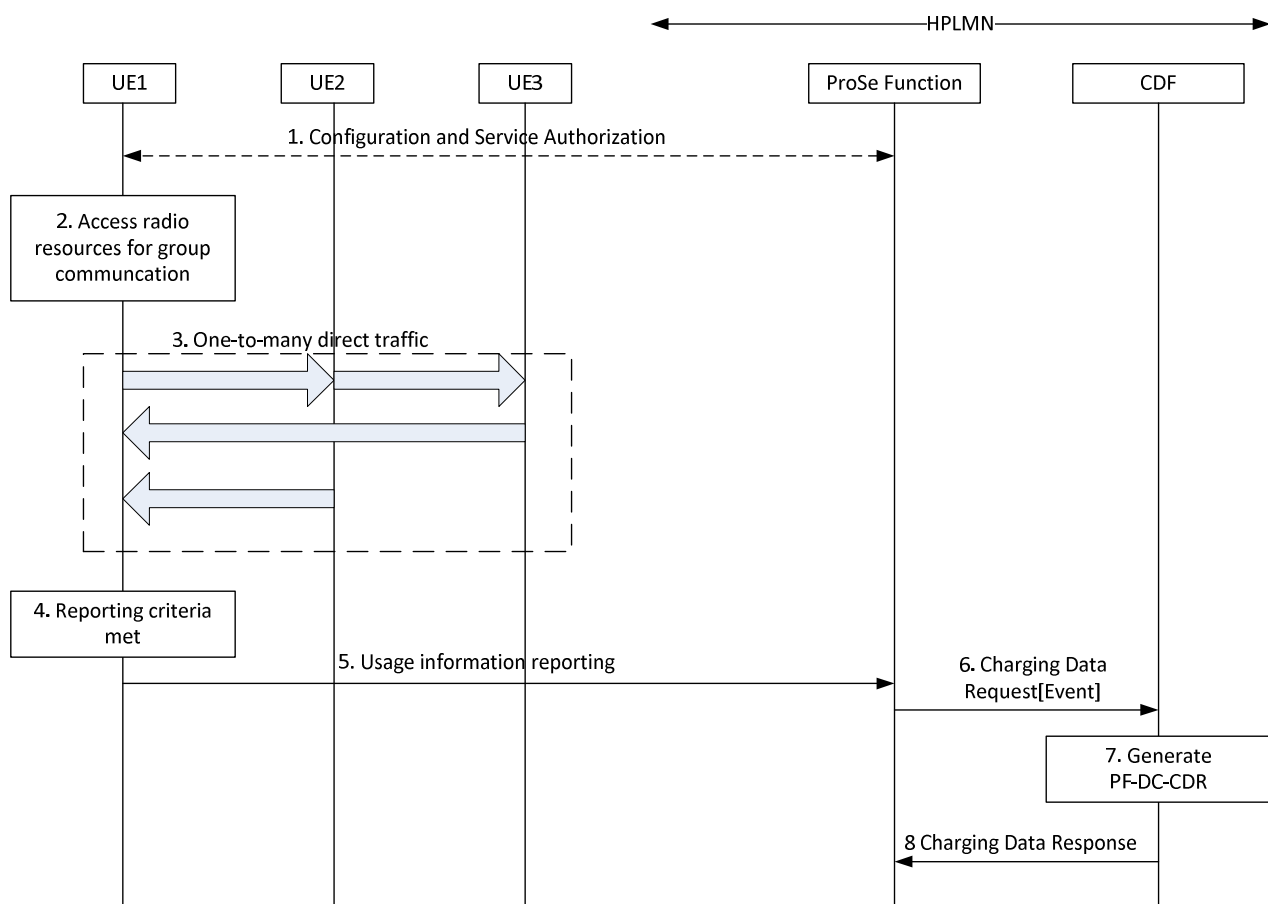 HPLMN
UE1
UE2
UE3
ProSe Function
CDF
1. Configuration and Service Authorization
2. Access radio
resources for group
communcation
3. One-to-many direct traffic
4. Reporting criteria
met
5. Usage information reporting
6. Charging Data
Request[Event]
7. Generate
PF-DC-CDR
8 Charging Data Response